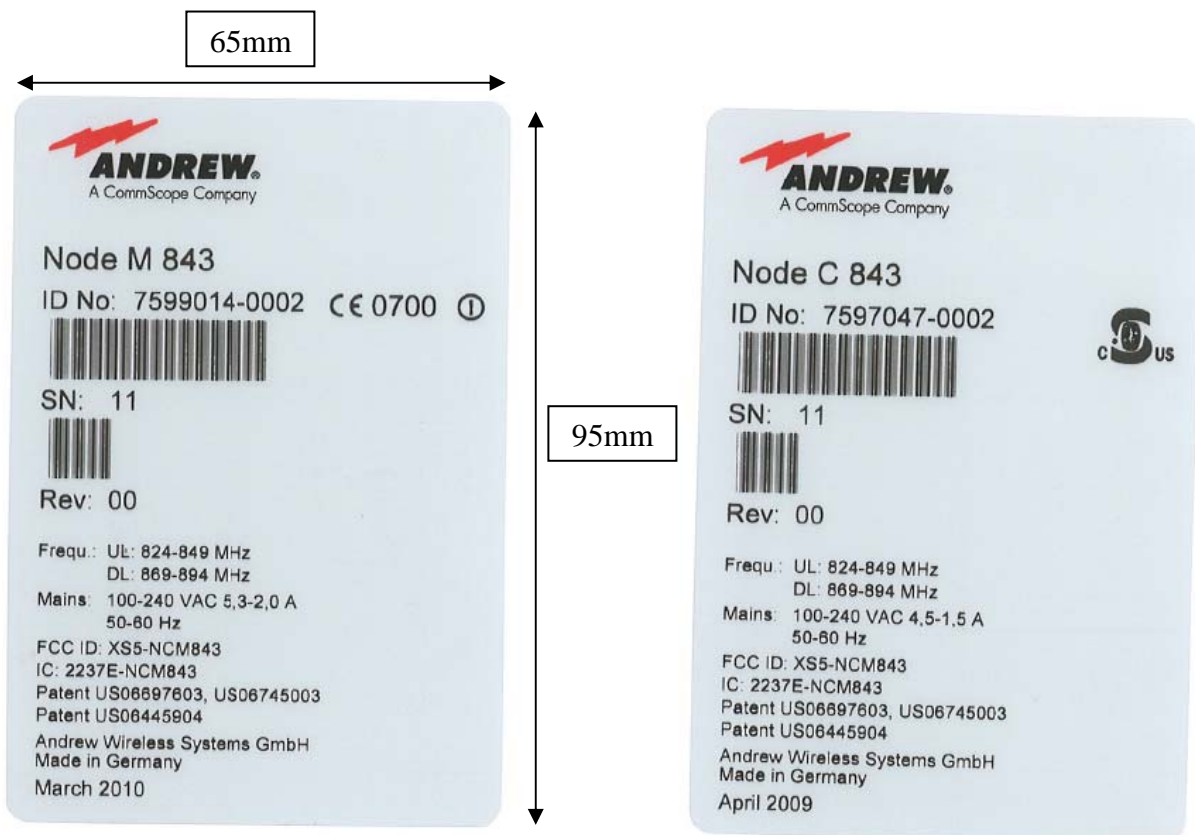 65mm
ANDREW®
A CommScope Company
Node M 843
ID No: 7599014-0002 CE 0700
SN: 11
Rev: 00
Frequ.: UL: 824-849 MHz
DL: 869-894 MHz
Mains: 100-240 VAC 5,3-2,0 A
50-60 Hz
FCC ID: XS5-NCM843
IC: 2237E-NCM843
Patent US06697603, US06745003
Patent US06445904
Andrew Wireless Systems GmbH
Made in Germany
March 2010
95mm
ANDREW®
A CommScope Company
Node C 843
ID No: 7597047-0002
C S US
SN: 11
Rev: 00
Frequ.: UL: 824-849 MHz
DL: 869-894 MHz
Mains: 100-240 VAC 4,5-1,5 A
50-60 Hz
FCC ID: XS5-NCM843
IC: 2237E-NCM843
Patent US06697603, US06745003
Patent US06445904
Andrew Wireless Systems GmbH
Made in Germany
April 2009